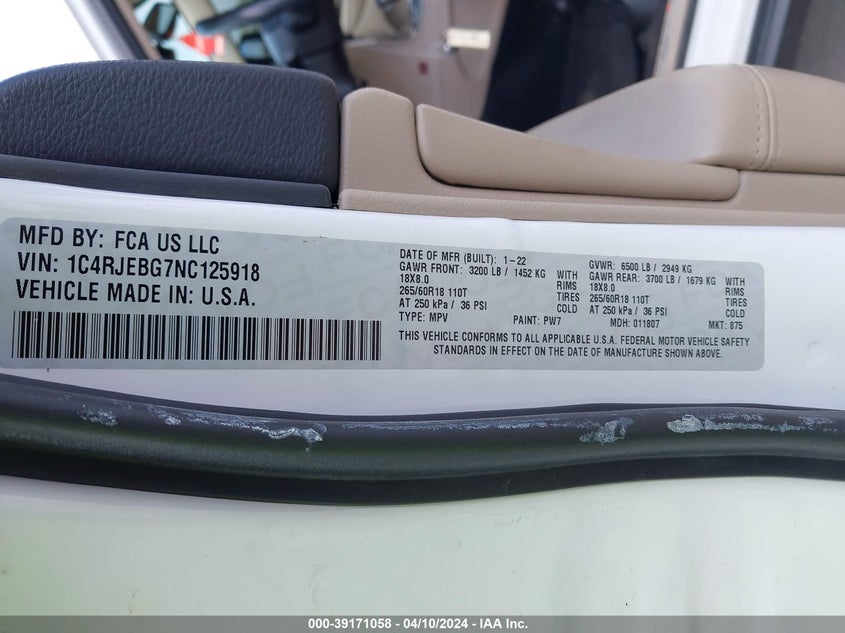 MFD BY: FCA US LLC
VIN: 1C4RJEBG7NC125918
VEHICLE MADE IN: U.S.A.
DATE OF MFR (BUILT): 1-22
GAWR FRONT: 3200 LB / 1452 KG WITH
18X8.0 RIMS
265/60R18 110T TIRES
AT 250 kPa / 36 PSI COLD
TYPE: MPV PAINT: PW7
GVWR: 6500 LB / 2949 KG
GAWR REAR: 3700 LB / 1679 KG WITH
18X8.0 RIMS
265/60R18 110T TIRES
AT 250 kPa / 36 PSI COLD
MDH: 011807 MKT: 875
THIS VEHICLE CONFORMS TO ALL APPLICABLE U.S.A. FEDERAL MOTOR VEHICLE SAFETY
STANDARDS IN EFFECT ON THE DATE OF MANUFACTURE SHOWN ABOVE.
000-39171058 - 04/10/2024 - IAA Inc.